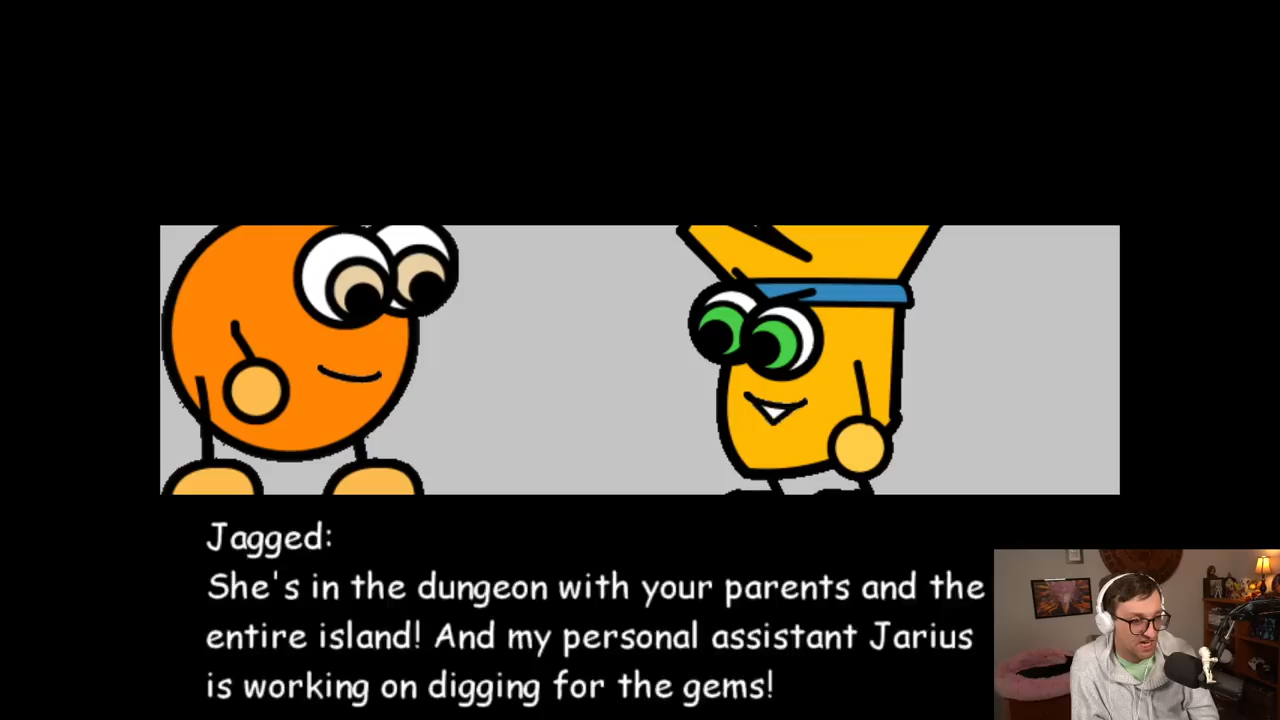 Jagged:
She's in the dungeon with your parents and the
entire island! And my personal assistant Jarius
is working on digging for the gems!